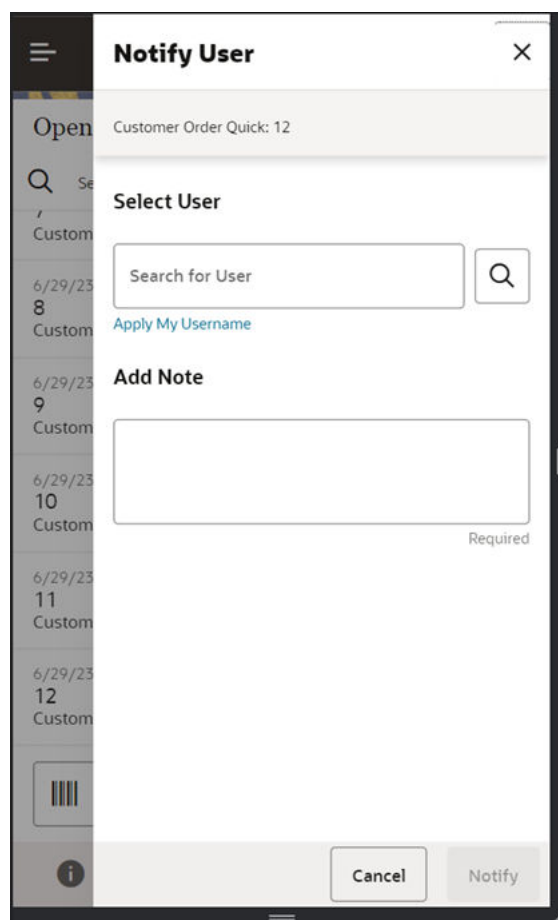 Notify User
Open
Customer Order Quick: 12
Se
Select User
Custom
Search for User
6/29/23
8
Custom
Apply My Username
Add Note
6/29/23
9
Custom
6/29/23
10
Custom
Required
6/29/23
11
Custom
6/29/23
12
Custom
Cancel
Notify